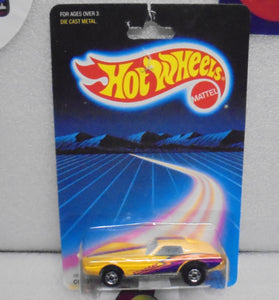 FOR AGES OVER 3
DIE CAST METAL
Hot Wheels
MATTEL